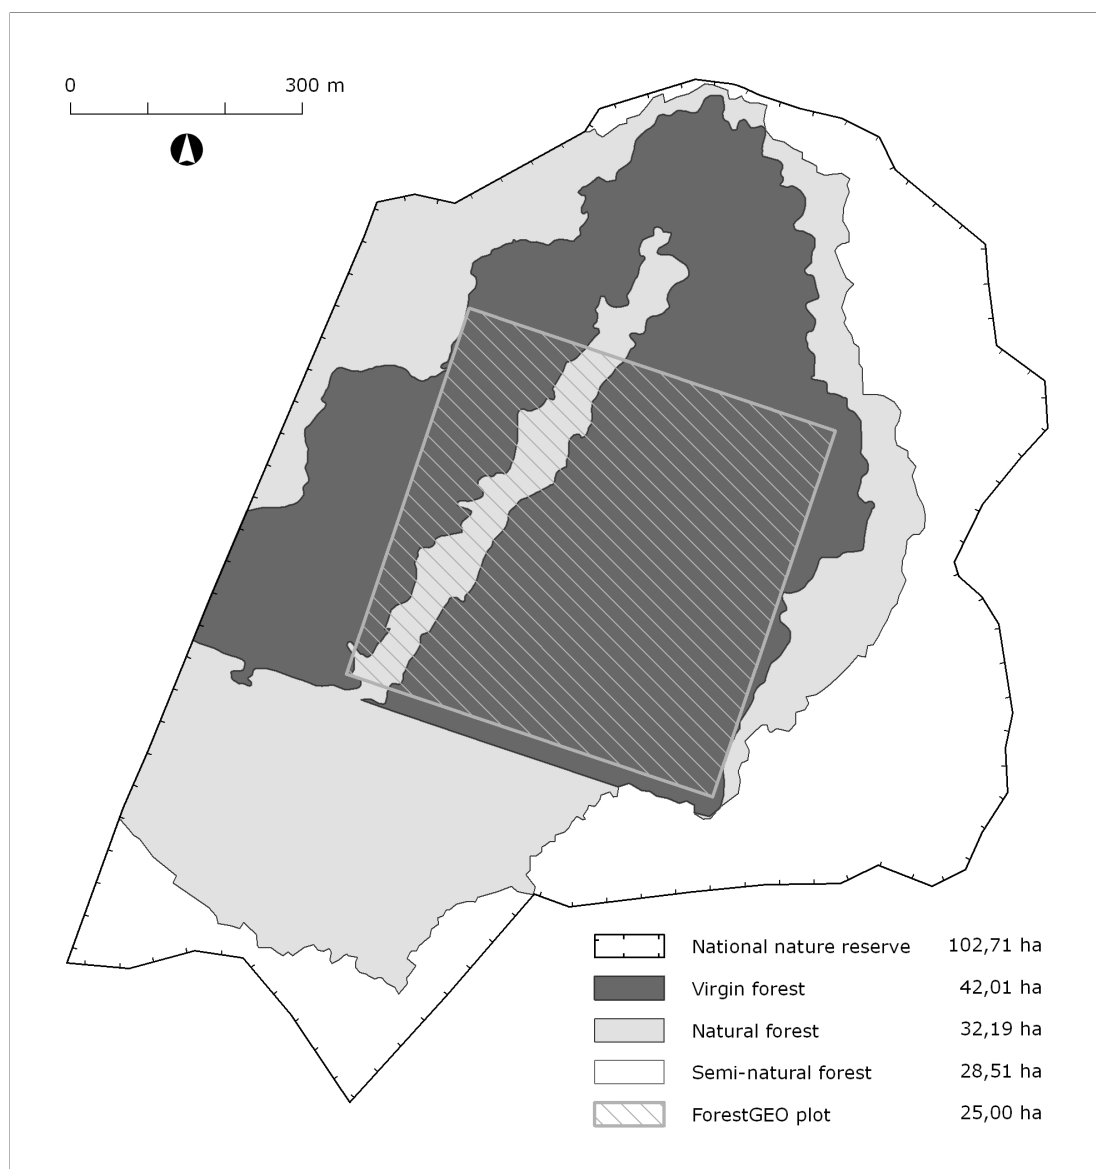 0 300 m
National nature reserve 102,71 ha
Virgin forest 42,01 ha
Natural forest 32,19 ha
Semi-natural forest 28,51 ha
ForestGEO plot 25,00 ha